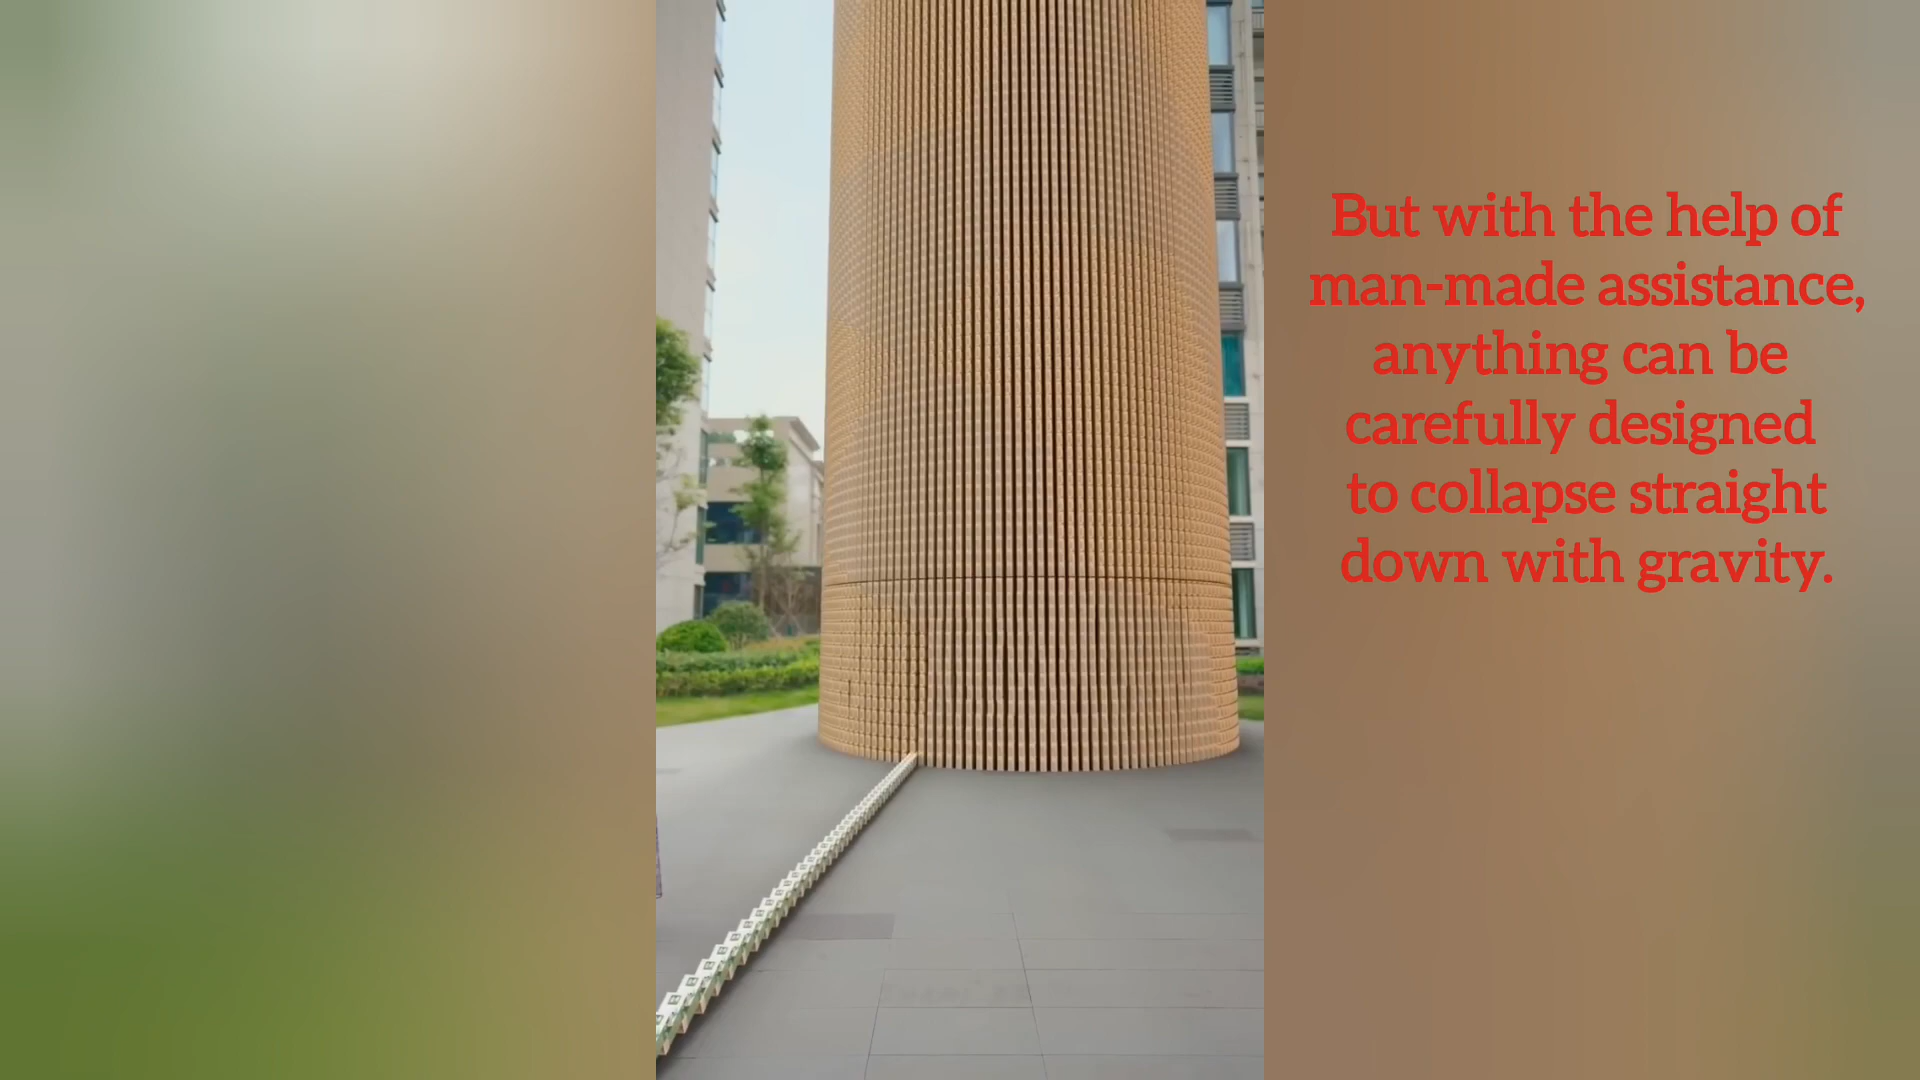 But with the help of
man-made assistance,
anything can be
carefully designed
to collapse straight
down with gravity.